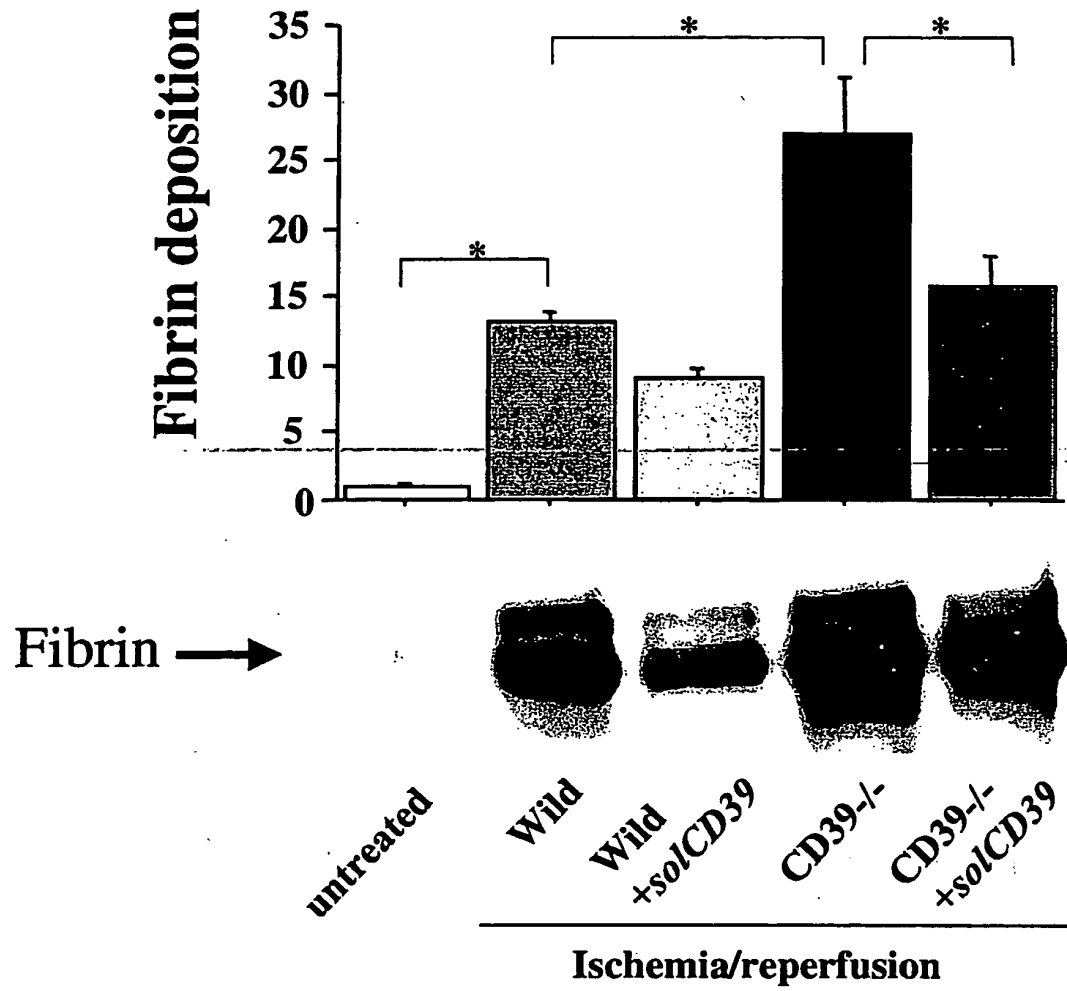 Fibrin deposition
35
30
25
20
15
10
5
0
*
*
*
Fibrin
untreated
Wild
Wild
+solCD39
CD39-/-
CD39-/-
+solCD39
Ischemia/reperfusion